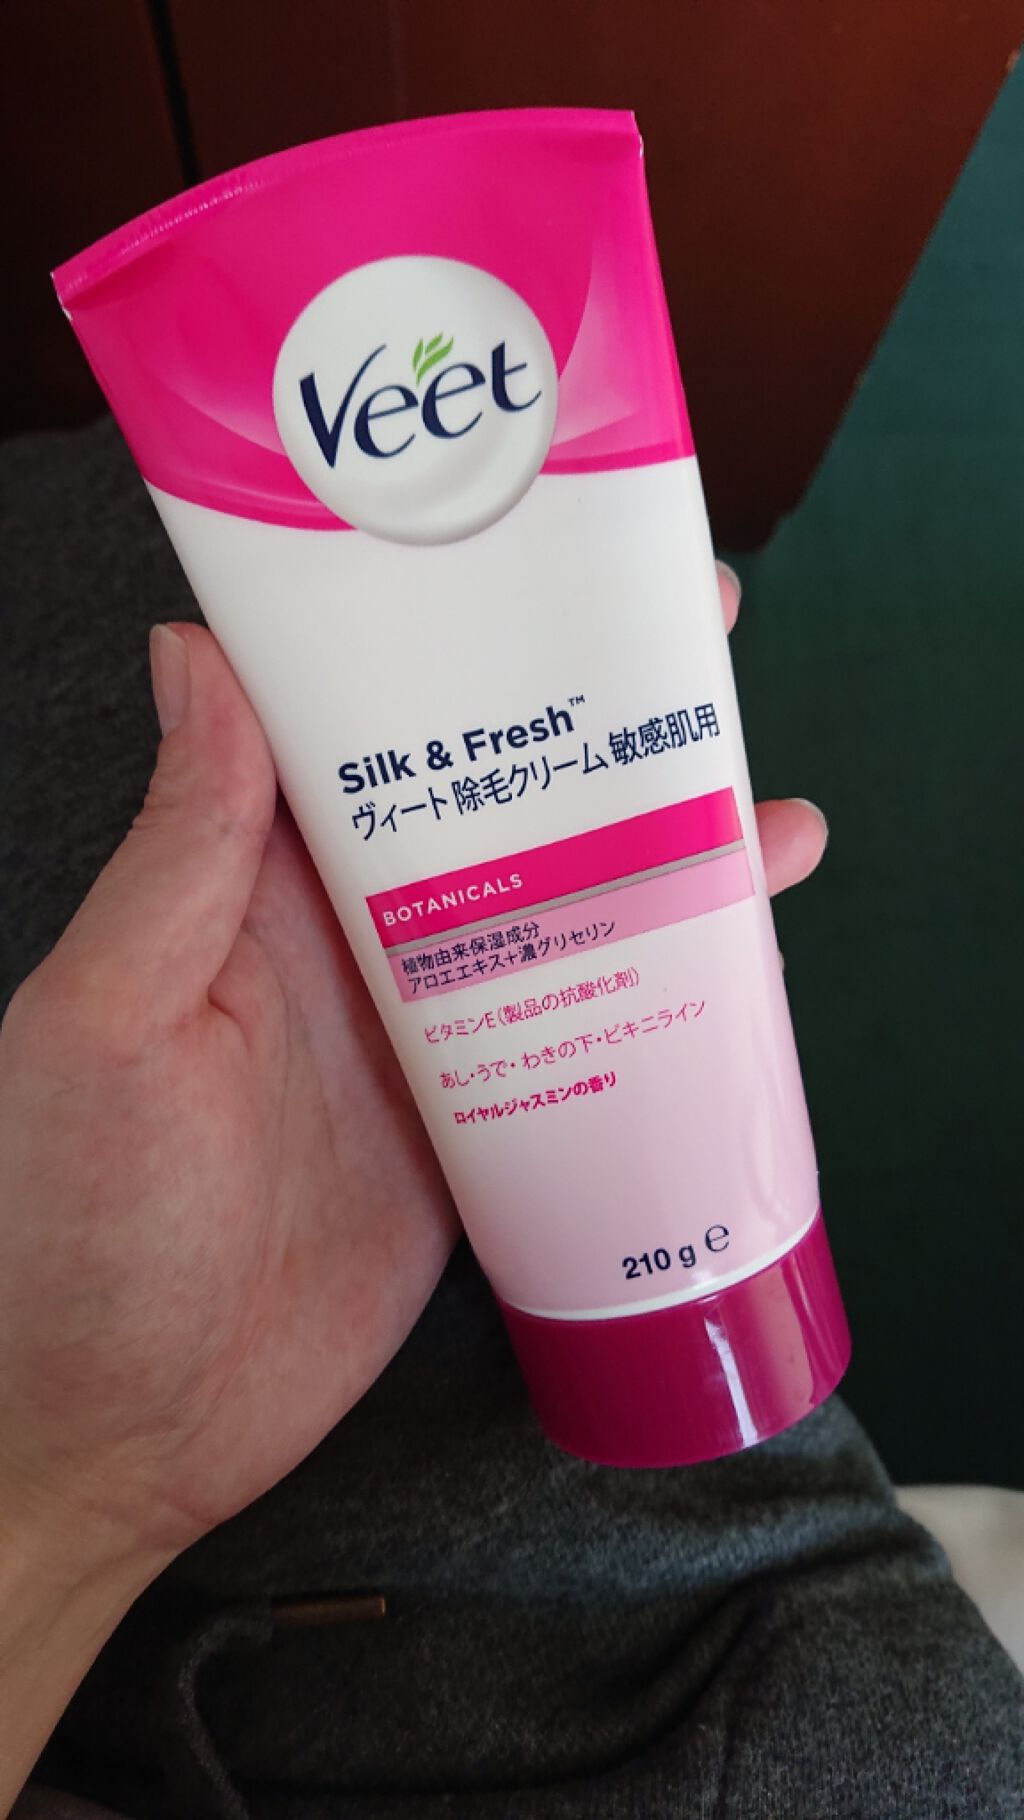 Veet
Silk & Fresh™
ヴィート 除毛クリーム 敏感肌用
BOTANICALS
植物由来保湿成分
アロエエキス+濃グリセリン
ビタミンE(製品の抗酸化剤)
あし・うで・わきの下・ビキニライン
ロイヤルジャスミンの香り
210 g ℮